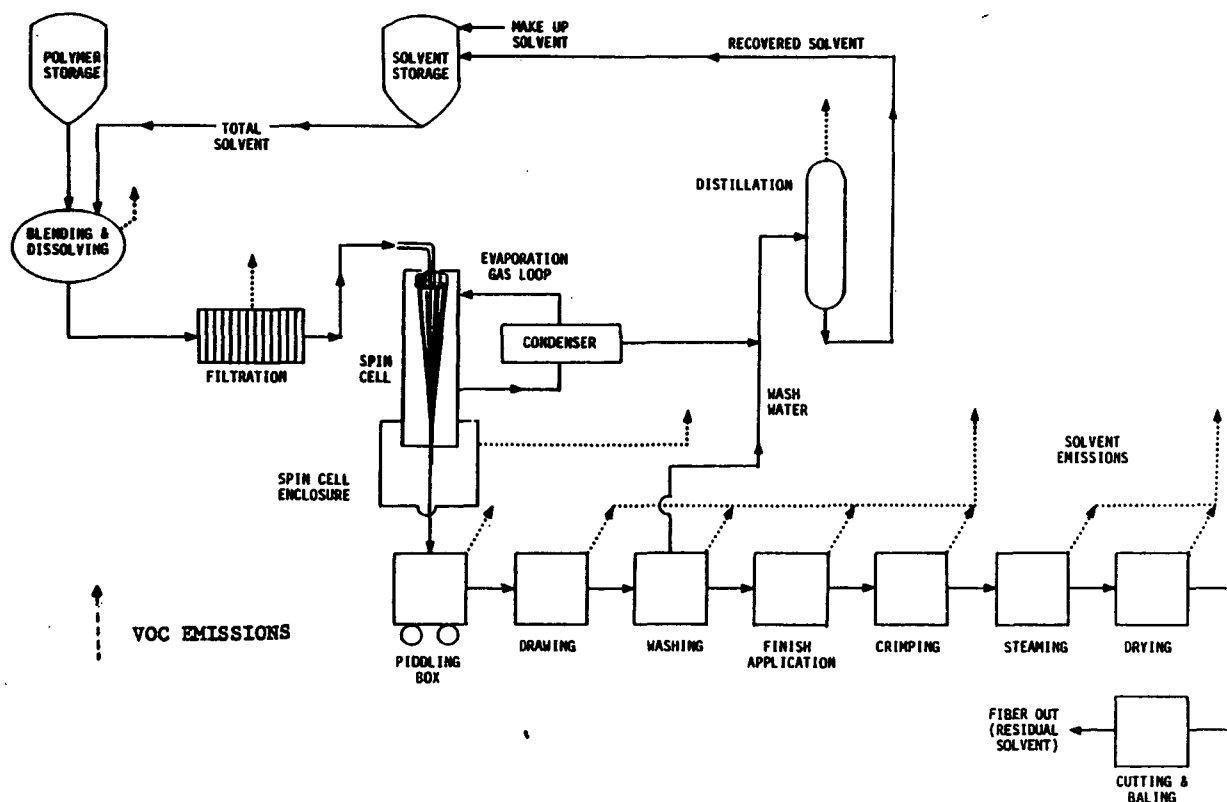 POLYMER
STORAGE
SOLVENT
STORAGE
MAKE UP
SOLVENT
RECOVERED SOLVENT
TOTAL
SOLVENT
DISTILLATION
BLENDING &
DISSOLVING
EVAPORATION
GAS LOOP
CONDENSER
FILTRATION
SPIN
CELL
WASH
WATER
SPIN CELL
ENCLOSURE
SOLVENT
EMISSIONS
VOC EMISSIONS
PIDDLING
BOX
DRAWING
WASHING
FINISH
APPLICATION
CRIMPING
STEAMING
DRYING
FIBER OUT
(RESIDUAL
SOLVENT)
CUTTING &
BALING